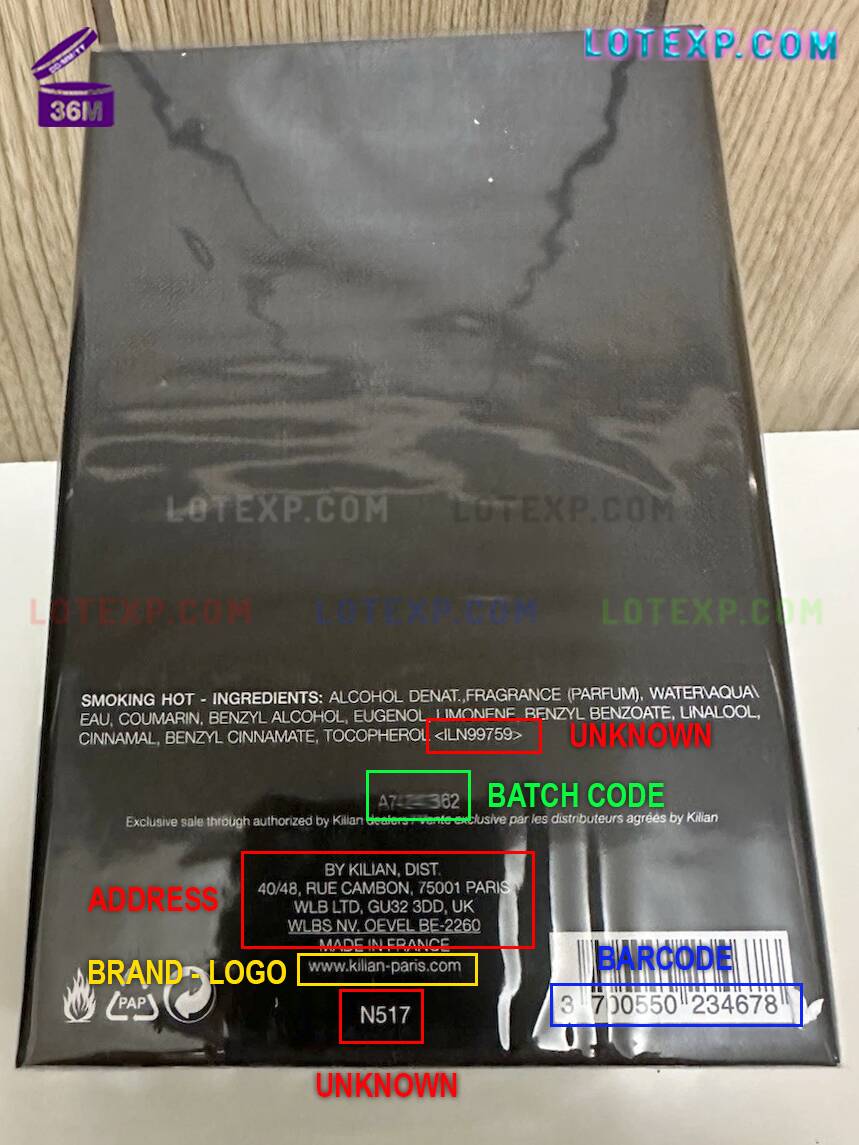 COMMUNITY
36M
LOTEXP.COM
LOTEXP.COM LOTEXP.COM
LOTEXP.COM LOTEXP.COM LOTEXP.COM
SMOKING HOT - INGREDIENTS: ALCOHOL DENAT.,FRAGRANCE (PARFUM), WATER\AQUA\
EAU, COUMARIN, BENZYL ALCOHOL, EUGENOL, LIMONENE, BENZYL BENZOATE, LINALOOL,
CINNAMAL, BENZYL CINNAMATE, TOCOPHEROL <ILN99759>
UNKNOWN
BATCH CODE
Exclusive sale through authorized by Kilian dealers / Vente exclusive par les distributeurs agréés by Kilian
ADDRESS
BY KILIAN, DIST.
40/48, RUE CAMBON, 75001 PARIS
WLB LTD, GU32 3DD, UK
WLBS NV, OEVEL BE-2260
MADE IN FRANCE
BRAND - LOGO
www.kilian-paris.com
BARCODE
PAP
3 700550 234678
N517
UNKNOWN